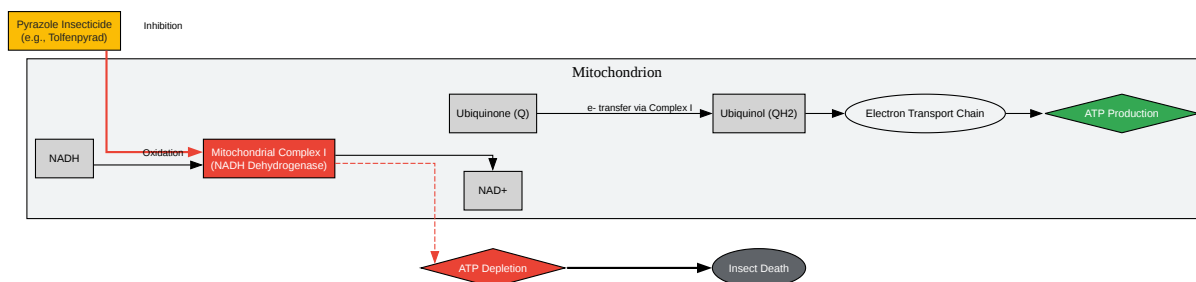 Pyrazole Insecticide
(e.g., Tolfenpyrad)
Inhibition
Mitochondrion
Ubiquinone (Q)
e- transfer via Complex I
Ubiquinol (QH2)
Electron Transport Chain
ATP Production
NADH
Oxidation
Mitochondrial Complex I
(NADH Dehydrogenase)
NAD+
ATP Depletion
Insect Death